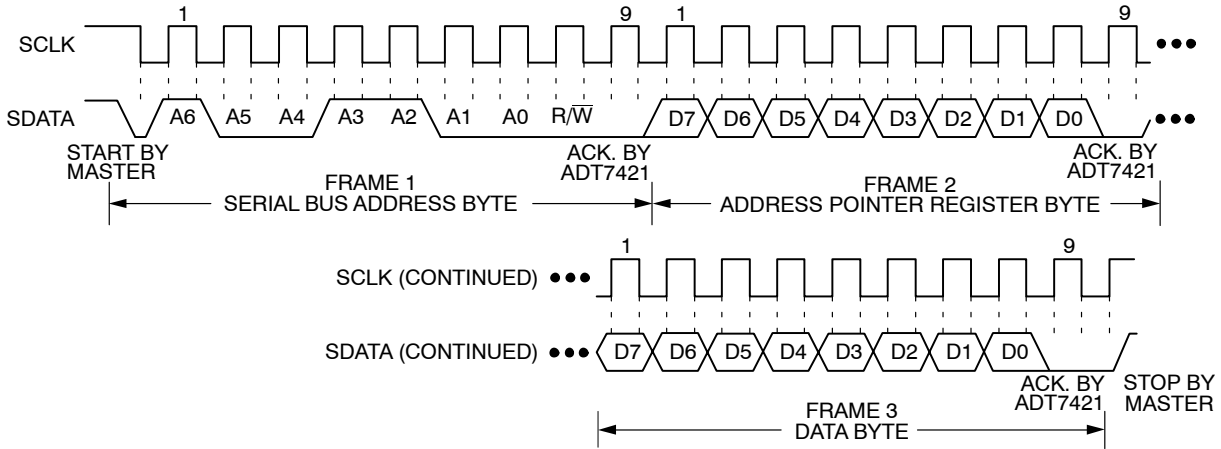 1 9 1 9
SCLK
SDATA A6 A5 A4 A3 A2 A1 A0 R/W̅ D7 D6 D5 D4 D3 D2 D1 D0
START BY
MASTER
ACK. BY
ADT7421
ACK. BY
ADT7421
FRAME 1
SERIAL BUS ADDRESS BYTE
FRAME 2
ADDRESS POINTER REGISTER BYTE
1 9
SCLK (CONTINUED)
SDATA (CONTINUED) D7 D6 D5 D4 D3 D2 D1 D0
ACK. BY
ADT7421
STOP BY
MASTER
FRAME 3
DATA BYTE